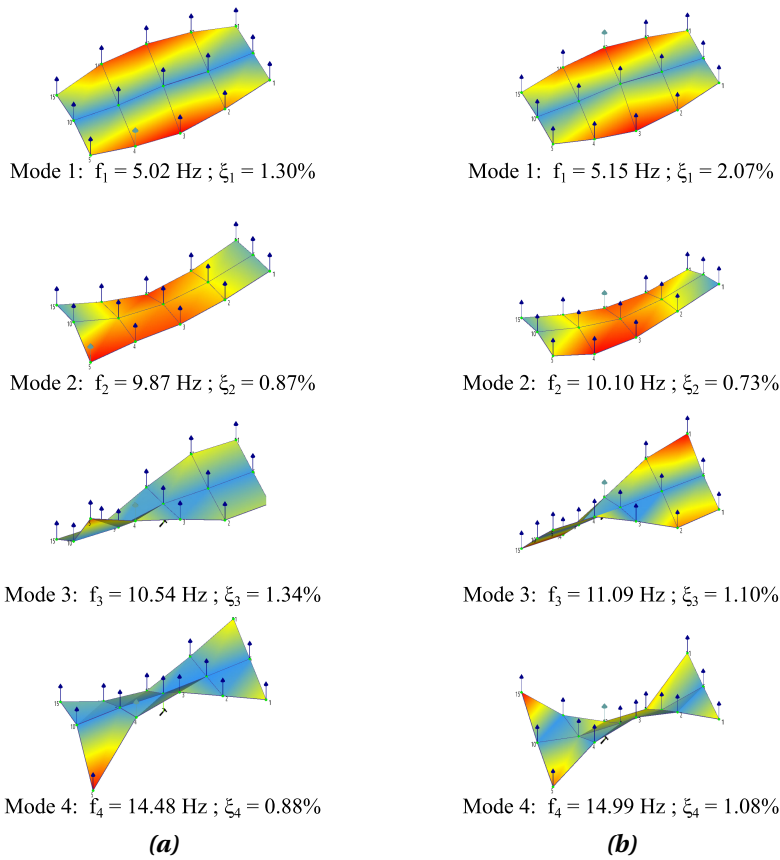 Mode 1: f₁ = 5.02 Hz ; ξ₁ = 1.30%
Mode 1: f₁ = 5.15 Hz ; ξ₁ = 2.07%
Mode 2: f₂ = 9.87 Hz ; ξ₂ = 0.87%
Mode 2: f₂ = 10.10 Hz ; ξ₂ = 0.73%
Mode 3: f₃ = 10.54 Hz ; ξ₃ = 1.34%
Mode 3: f₃ = 11.09 Hz ; ξ₃ = 1.10%
Mode 4: f₄ = 14.48 Hz ; ξ₄ = 0.88%
Mode 4: f₄ = 14.99 Hz ; ξ₄ = 1.08%
(a)
(b)